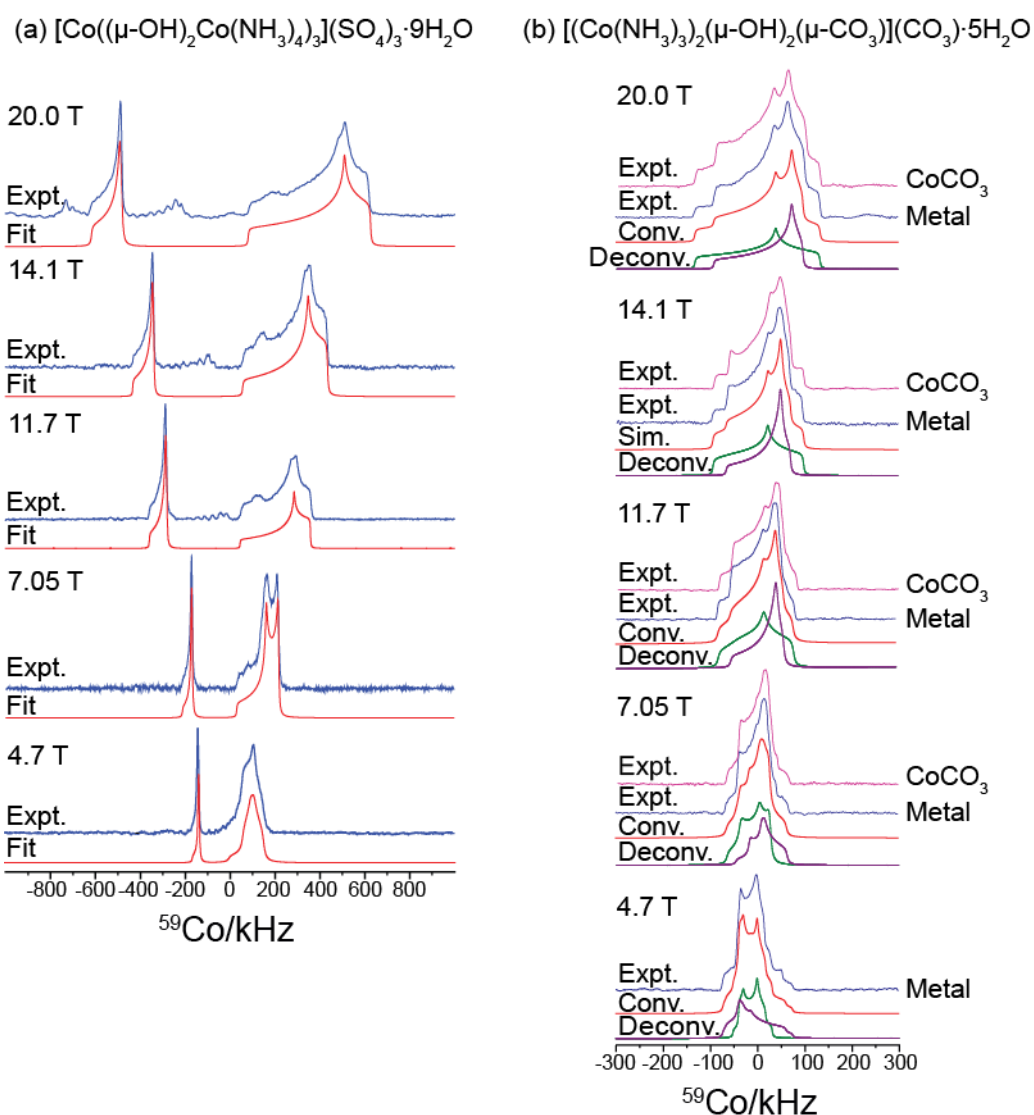 (a) [Co((μ-OH)₂Co(NH₃)₄)₃](SO₄)₃·9H₂O
20.0 T
Expt.
Fit
14.1 T
Expt.
Fit
11.7 T
Expt.
Fit
7.05 T
Expt.
Fit
4.7 T
Expt.
Fit
-800 -600 -400 -200 0 200 400 600 800
⁵⁹Co/kHz
(b) [(Co(NH₃)₃)₂(μ-OH)₂(μ-CO₃)](CO₃)·5H₂O
20.0 T
Expt. CoCO₃
Expt. Metal
Conv.
Deconv.
14.1 T
Expt. CoCO₃
Expt. Metal
Sim.
Deconv.
11.7 T
Expt. CoCO₃
Expt. Metal
Conv.
Deconv.
7.05 T
Expt. CoCO₃
Expt. Metal
Conv.
Deconv.
4.7 T
Expt. Metal
Conv.
Deconv.
-300 -200 -100 0 100 200 300
⁵⁹Co/kHz